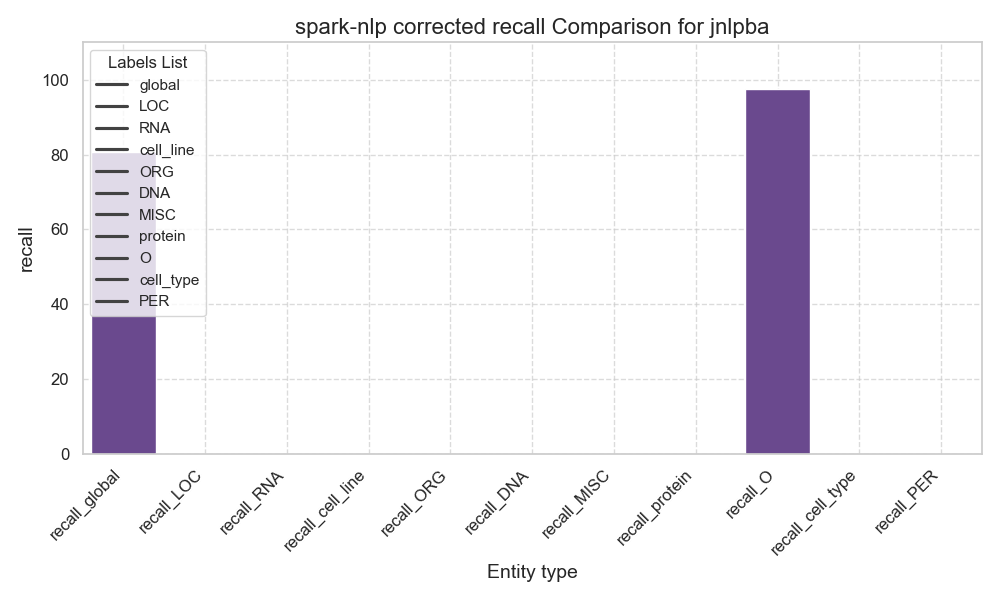 spark-nlp corrected recall Comparison for jnlpba
Labels List
global
LOC
RNA
cell_line
ORG
DNA
MISC
protein
O
cell_type
PER
100
80
60
40
20
0
recall
recall_global
recall_LOC
recall_RNA
recall_cell_line
recall_ORG
recall_DNA
recall_MISC
recall_protein
recall_O
recall_cell_type
recall_PER
Entity type